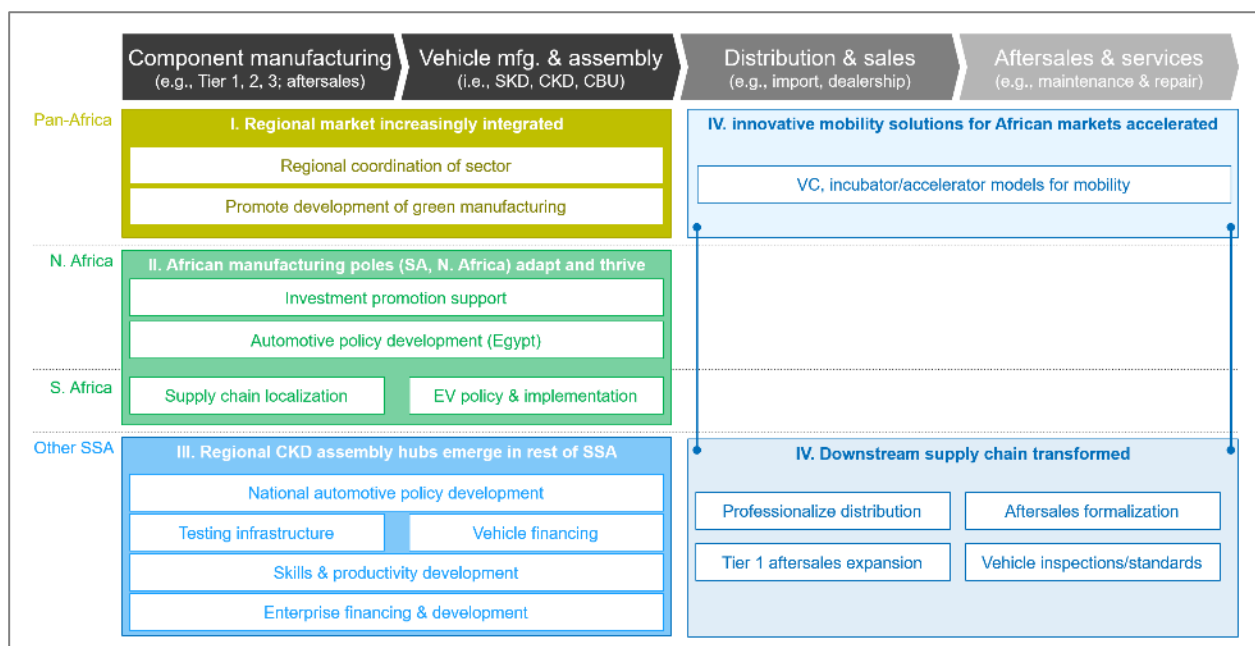 Component manufacturing
(e.g., Tier 1, 2, 3; aftersales)
Vehicle mfg. & assembly
(i.e., SKD, CKD, CBU)
Distribution & sales
(e.g., import, dealership)
Aftersales & services
(e.g., maintenance & repair)
Pan-Africa
I. Regional market increasingly integrated
Regional coordination of sector
Promote development of green manufacturing
IV. innovative mobility solutions for African markets accelerated
VC, incubator/accelerator models for mobility
N. Africa
II. African manufacturing poles (SA, N. Africa) adapt and thrive
Investment promotion support
Automotive policy development (Egypt)
S. Africa
Supply chain localization
EV policy & implementation
Other SSA
III. Regional CKD assembly hubs emerge in rest of SSA
National automotive policy development
Testing infrastructure
Vehicle financing
Skills & productivity development
Enterprise financing & development
IV. Downstream supply chain transformed
Professionalize distribution
Aftersales formalization
Tier 1 aftersales expansion
Vehicle inspections/standards